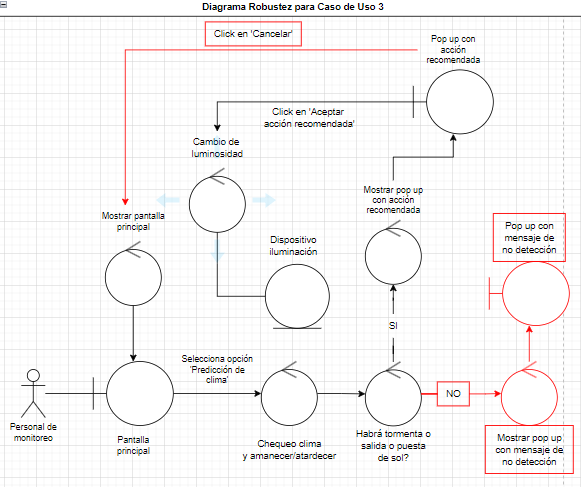 Diagrama Robustez para Caso de Uso 3
Click en 'Cancelar'
Pop up con
acción
recomendada
Click en 'Aceptar
acción recomendada'
Cambio de
luminosidad
Mostrar pop up
con acción
recomendada
Mostrar pantalla
principal
Pop up con
mensaje de
no detección
Dispositivo
iluminación
SI
Selecciona opción
'Predicción de
clima'
NO
Personal de
monitoreo
Pantalla
principal
Chequeo clima
y amanecer/atardecer
Habrá tormenta o
salida o puesta
de sol?
Mostrar pop up
con mensaje de
no detección